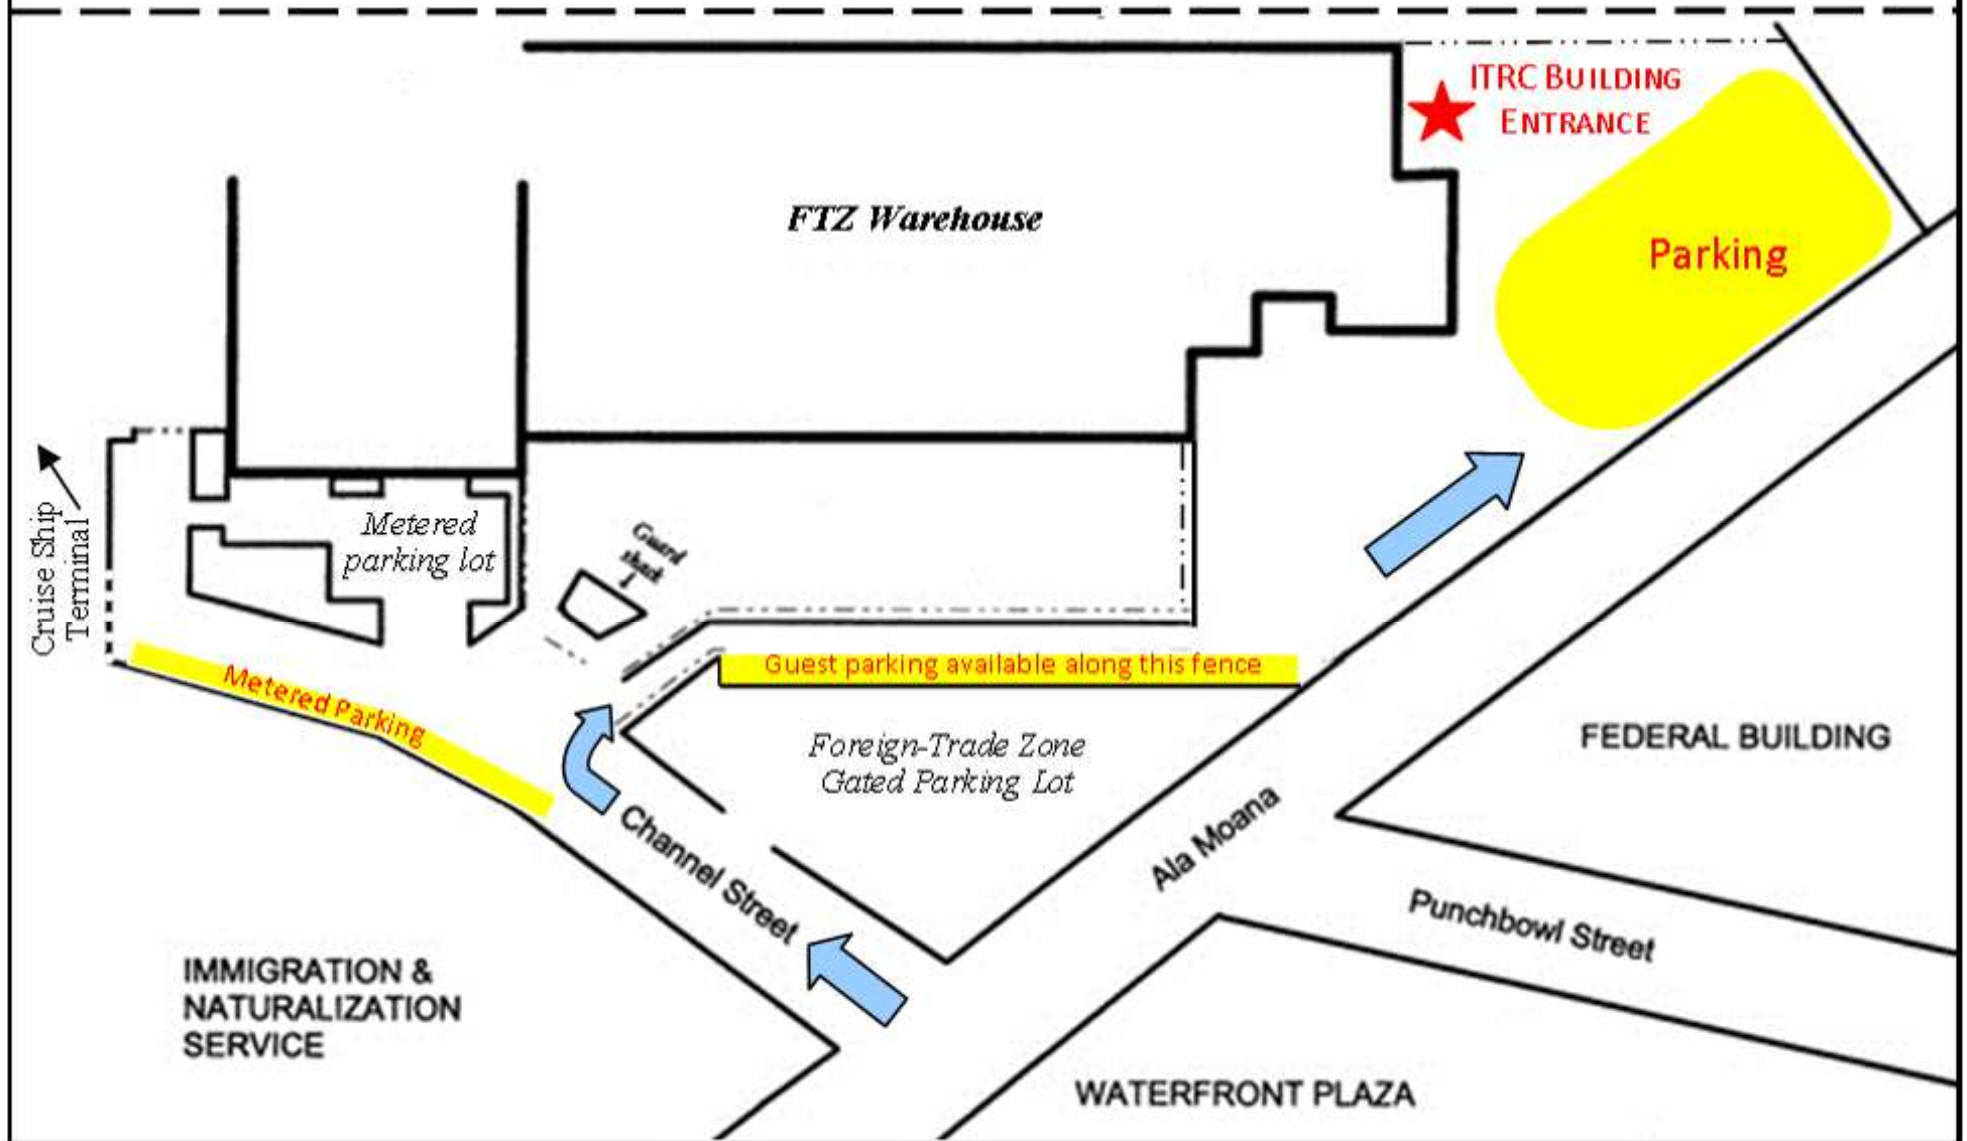 ITRC BUILDING
ENTRANCE
FTZ Warehouse
Parking
Cruise Ship
Terminal
Metered
parking lot
Guard
shack
Metered Parking
Guest parking available along this fence
Foreign-Trade Zone
Gated Parking Lot
FEDERAL BUILDING
Channel Street
Ala Moana
Punchbowl Street
IMMIGRATION &
NATURALIZATION
SERVICE
WATERFRONT PLAZA